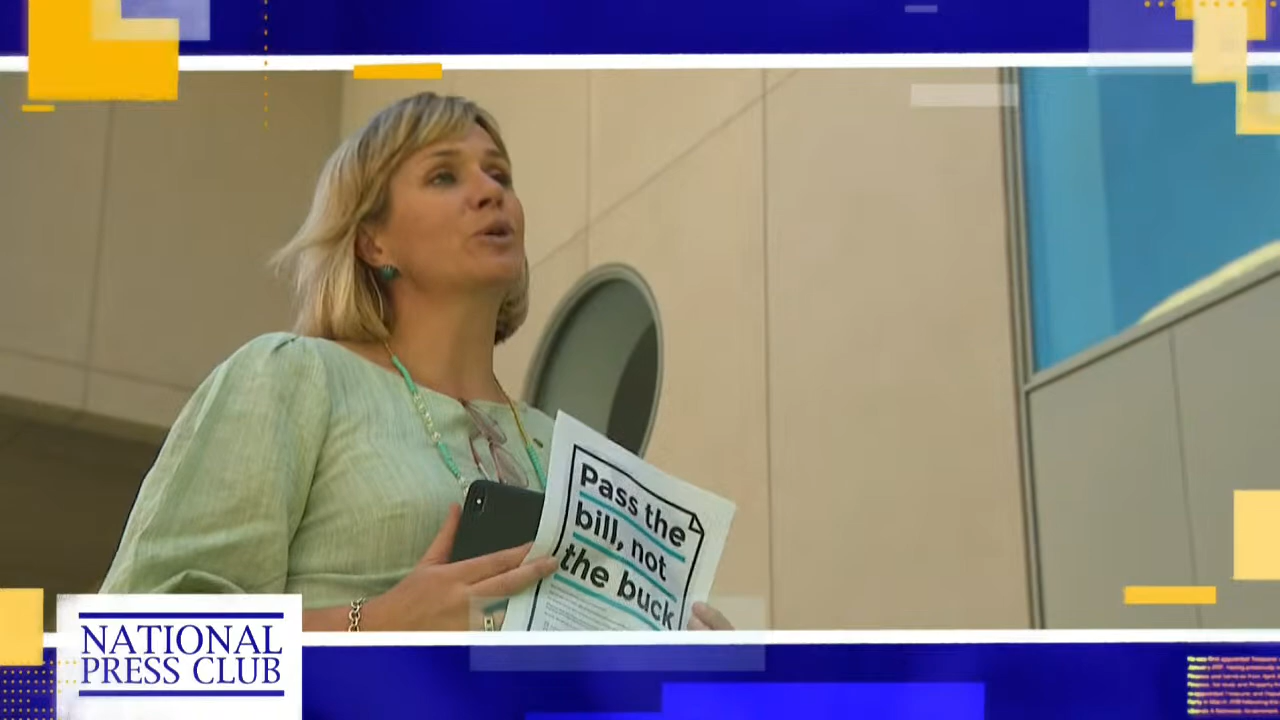 Pass the
bill, not
the buck
NATIONAL
PRESS CLUB